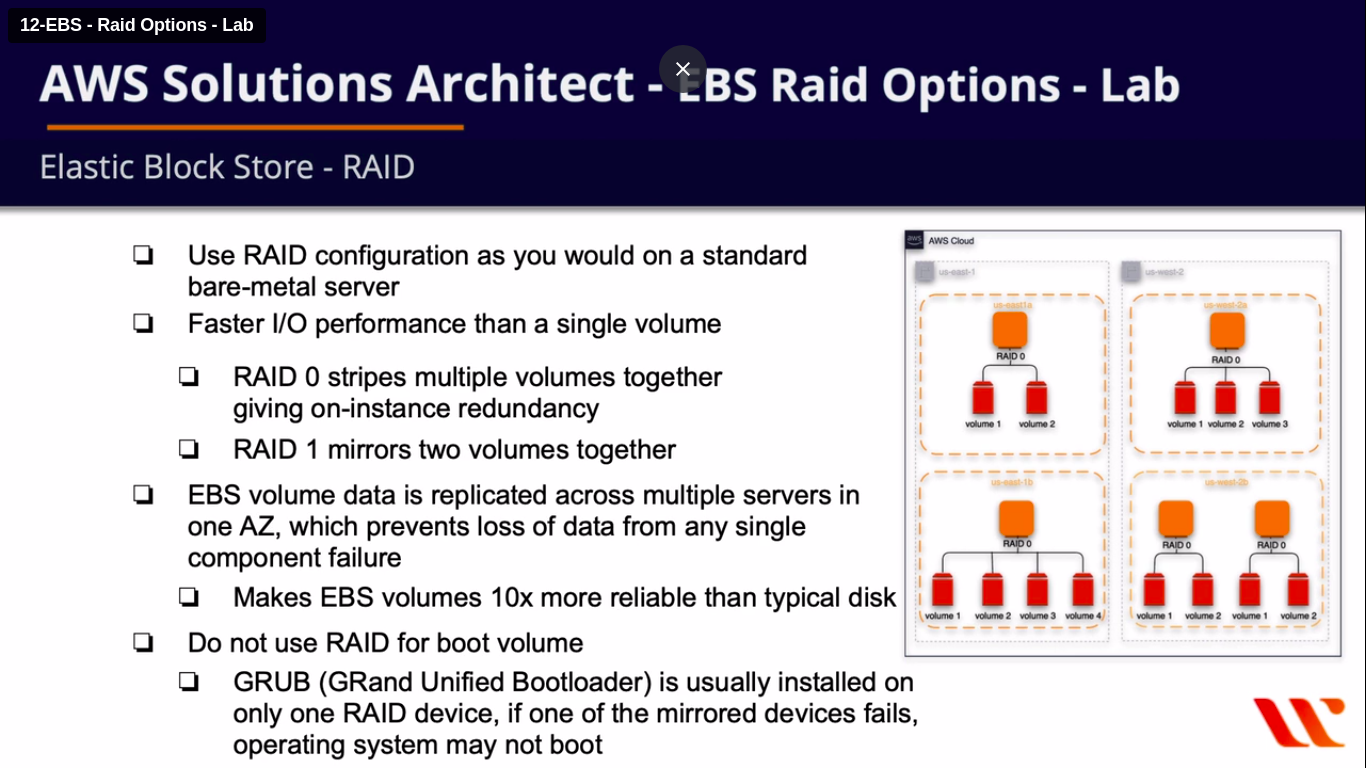 12-EBS - Raid Options - Lab
AWS Solutions Architect - EBS Raid Options - Lab
Elastic Block Store - RAID
❏ Use RAID configuration as you would on a standard
bare-metal server
❏ Faster I/O performance than a single volume
❏ RAID 0 stripes multiple volumes together
giving on-instance redundancy
❏ RAID 1 mirrors two volumes together
❏ EBS volume data is replicated across multiple servers in
one AZ, which prevents loss of data from any single
component failure
❏ Makes EBS volumes 10x more reliable than typical disk
❏ Do not use RAID for boot volume
❏ GRUB (GRand Unified Bootloader) is usually installed on
only one RAID device, if one of the mirrored devices fails,
operating system may not boot
aws AWS Cloud
us-east-1
us-east1a
RAID 0
volume 1 volume 2
us-east-1b
RAID 0
volume 1 volume 2 volume 3 volume 4
us-west-2
us-west-2a
RAID 0
volume 1 volume 2 volume 3
us-west-2b
RAID 0 RAID 0
volume 1 volume 2 volume 1 volume 2